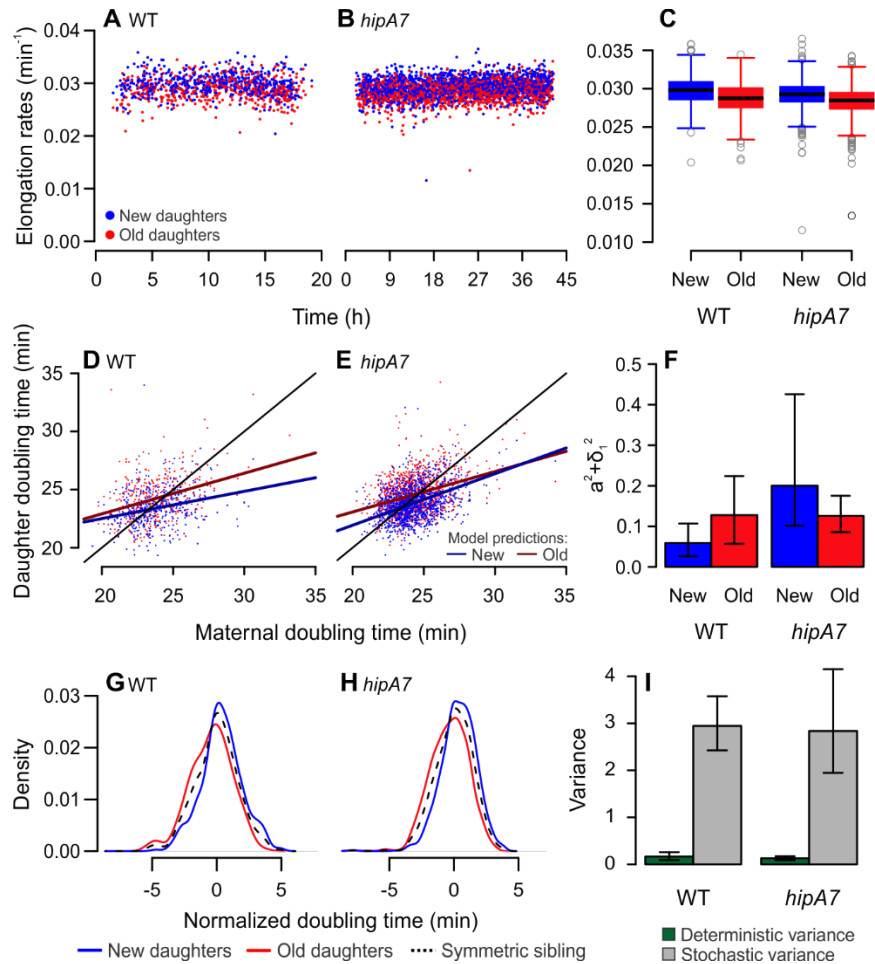 A WT
B hipA7
C
Elongation rates (min⁻¹)
0.04
0.03
0.02
0.01
0.00
New daughters
Old daughters
0 5 10 15 20
0 9 18 27 36 45
Time (h)
0.035
0.030
0.025
0.020
0.015
0.010
New Old New Old
WT hipA7
D WT
E hipA7
F
Daughter doubling time (min)
35
30
25
20
20 25 30 35
20 25 30 35
Model predictions:
New Old
Maternal doubling time (min)
a²+δ₁²
0.5
0.4
0.3
0.2
0.1
0.0
New Old New Old
WT hipA7
G WT
H hipA7
I
Density
0.03
0.02
0.01
0.00
-5 0 5
-5 0 5
Normalized doubling time (min)
New daughters Old daughters Symmetric sibling
Variance
4
3
2
1
0
WT hipA7
Deterministic variance
Stochastic variance